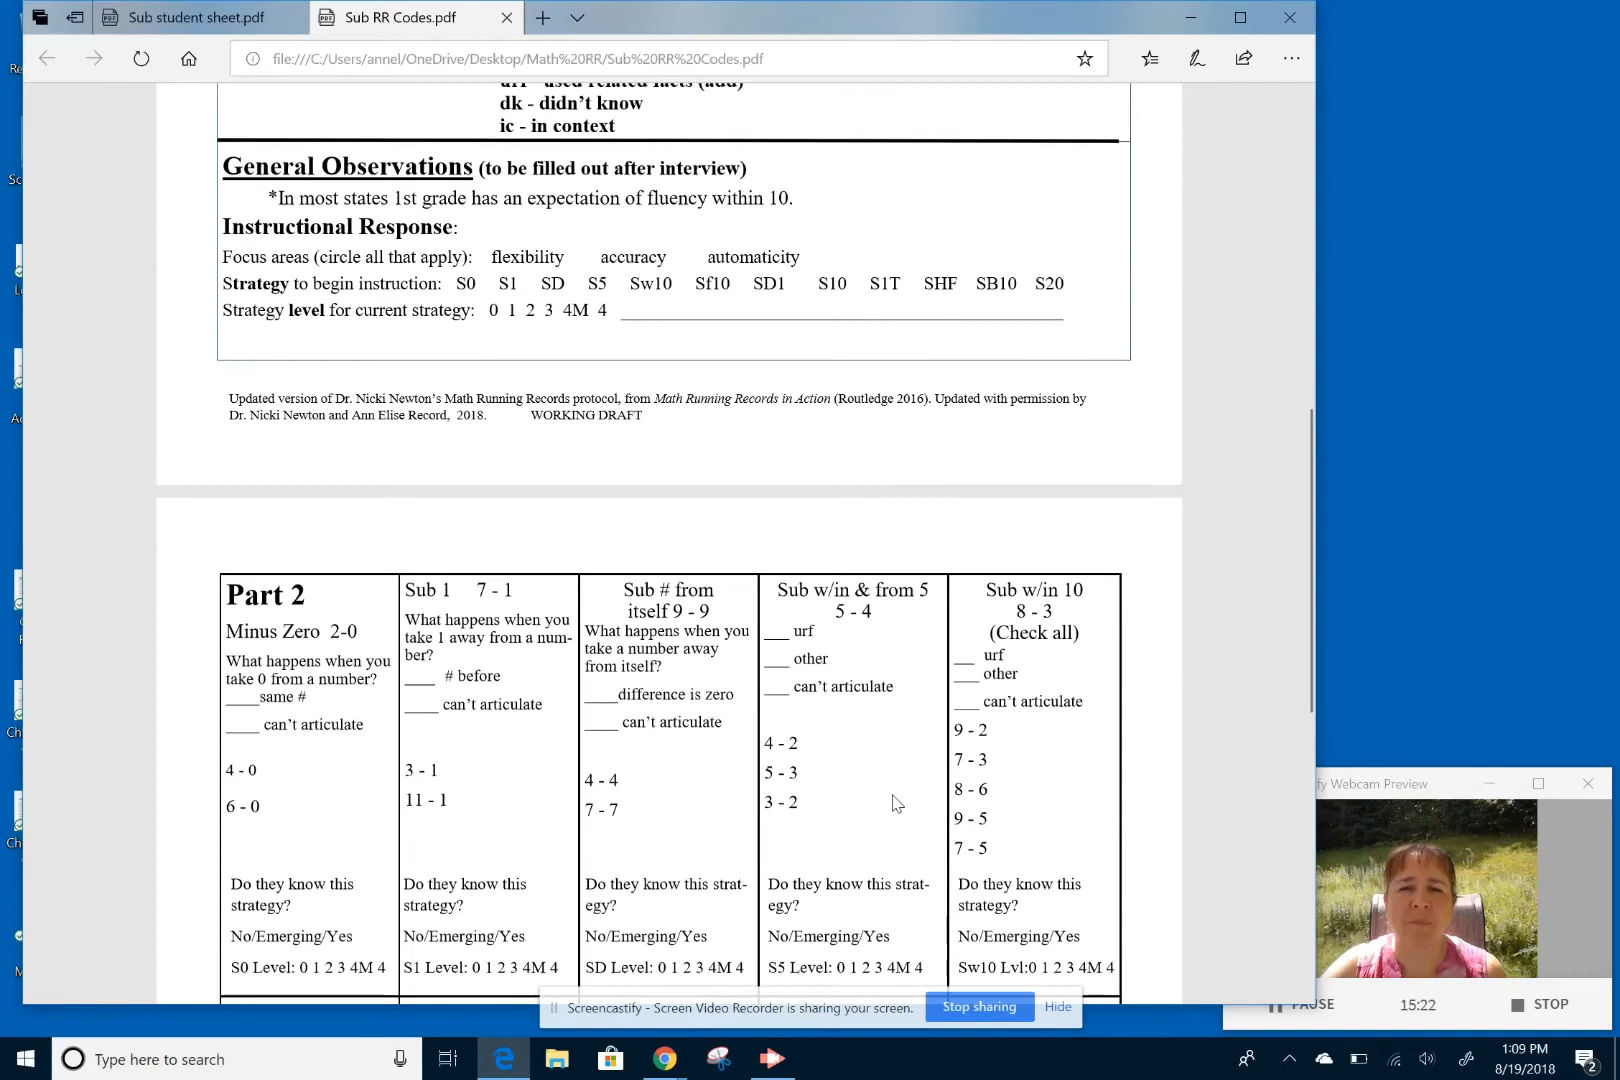 Sub student sheet.pdf
Sub RR Codes.pdf
file:///C:/Users/annel/OneDrive/Desktop/Math%20RR/Sub%20RR%20Codes.pdf
used related facts (add)
dk - didn't know
ic - in context
General Observations (to be filled out after interview)
*In most states 1st grade has an expectation of fluency within 10.
Instructional Response:
Focus areas (circle all that apply): flexibility accuracy automaticity
Strategy to begin instruction: S0 S1 SD S5 Sw10 Sf10 SD1 S10 S1T SHF SB10 S20
Strategy level for current strategy: 0 1 2 3 4M 4
Updated version of Dr. Nicki Newton's Math Running Records protocol, from Math Running Records in Action (Routledge 2016). Updated with permission by
Dr. Nicki Newton and Ann Elise Record, 2018. WORKING DRAFT
Part 2
Minus Zero 2-0
What happens when you
take 0 from a number?
____same #
____ can't articulate
4 - 0
6 - 0
Do they know this
strategy?
No/Emerging/Yes
S0 Level: 0 1 2 3 4M 4
Sub 1 7 - 1
What happens when you
take 1 away from a num-
ber?
____ # before
____ can't articulate
3 - 1
11 - 1
Do they know this
strategy?
No/Emerging/Yes
S1 Level: 0 1 2 3 4M 4
Sub # from
itself 9 - 9
What happens when you
take a number away
from itself?
____difference is zero
____ can't articulate
4 - 4
7 - 7
Do they know this strat-
egy?
No/Emerging/Yes
SD Level: 0 1 2 3 4M 4
Sub w/in & from 5
5 - 4
___ urf
___ other
___ can't articulate
4 - 2
5 - 3
3 - 2
Do they know this strat-
egy?
No/Emerging/Yes
S5 Level: 0 1 2 3 4M 4
Sub w/in 10
8 - 3
(Check all)
__ urf
___ other
___ can't articulate
9 - 2
7 - 3
8 - 6
9 - 5
7 - 5
Do they know this
strategy?
No/Emerging/Yes
Sw10 Lvl:0 1 2 3 4M 4
Webcam Preview
PAUSE
15:22
STOP
Screencastify - Screen Video Recorder is sharing your screen.
Stop sharing
Hide
Type here to search
1:09 PM
8/19/2018
2